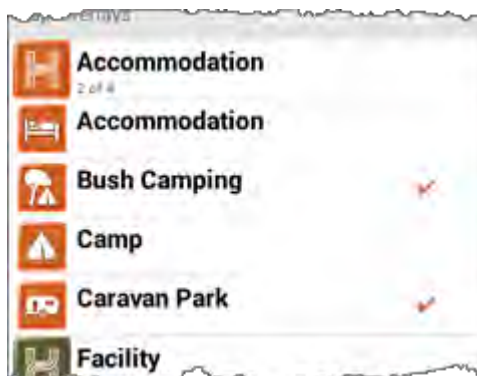 Accommodation
2 of 4
Accommodation
Bush Camping
Camp
Caravan Park
Facility